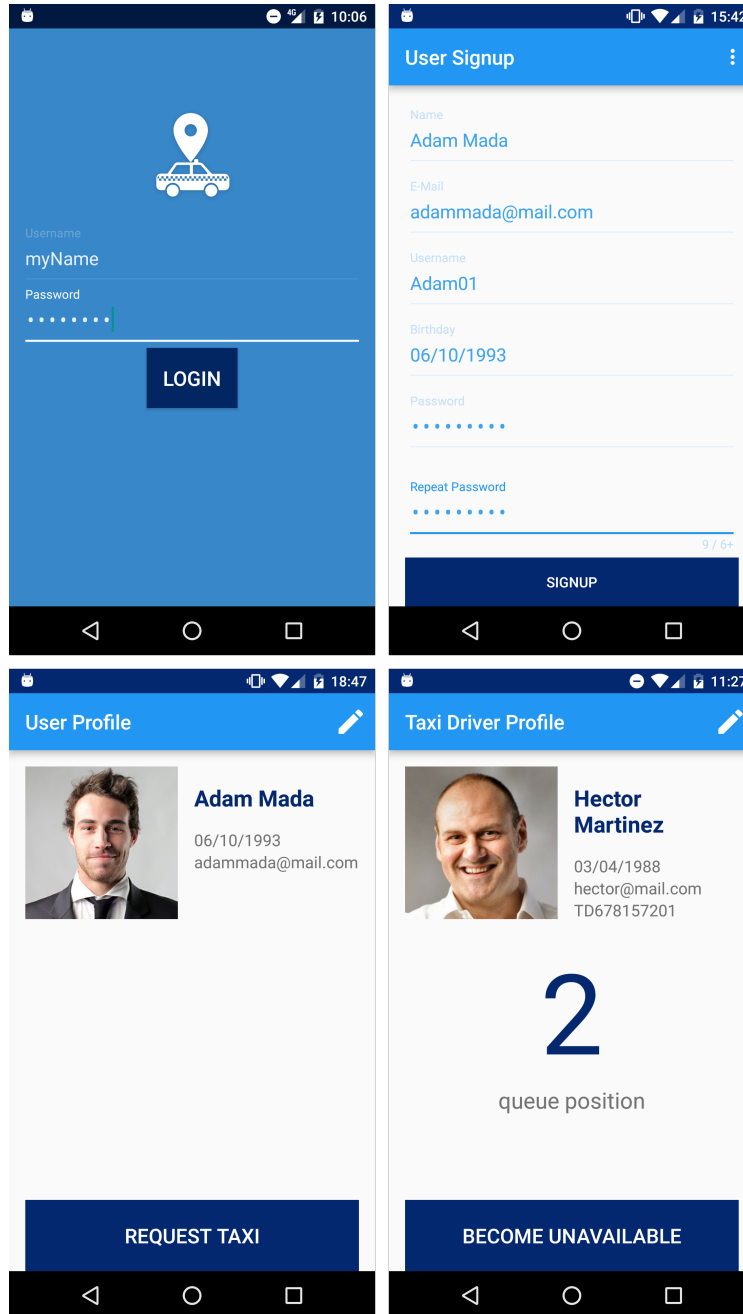 4G 10:06
Username
myName
Password
LOGIN
15:42
User Signup
Name
Adam Mada
E-Mail
adammada@mail.com
Username
Adam01
Birthday
06/10/1993
Password
Repeat Password
9 / 6+
SIGNUP
18:47
User Profile
Adam Mada
06/10/1993
adammada@mail.com
REQUEST TAXI
11:27
Taxi Driver Profile
Hector
Martinez
03/04/1988
hector@mail.com
TD678157201
2
queue position
BECOME UNAVAILABLE